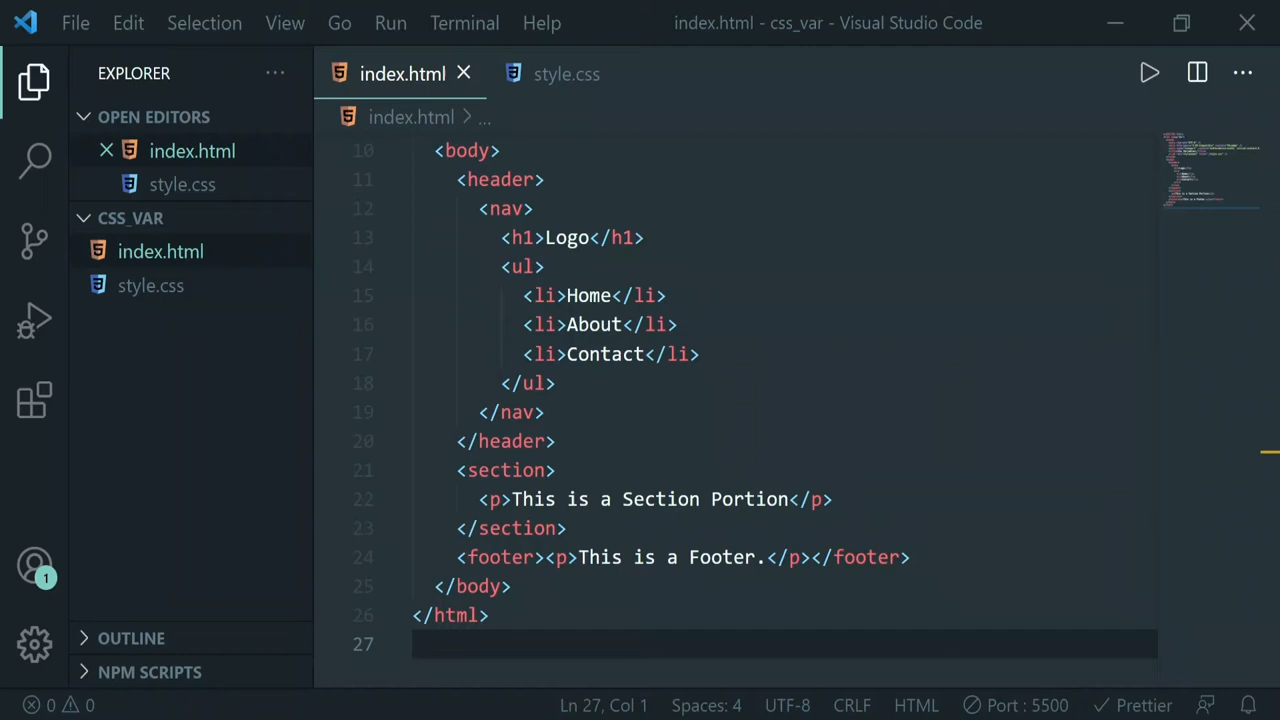 File Edit Selection View Go Run Terminal Help index.html - css_var - Visual Studio Code
EXPLORER
OPEN EDITORS
index.html
style.css
CSS_VAR
index.html
style.css
OUTLINE
NPM SCRIPTS
1
index.html style.css
index.html > ...
10 <body>
11 <header>
12 <nav>
13 <h1>Logo</h1>
14 <ul>
15 <li>Home</li>
16 <li>About</li>
17 <li>Contact</li>
18 </ul>
19 </nav>
20 </header>
21 <section>
22 <p>This is a Section Portion</p>
23 </section>
24 <footer><p>This is a Footer.</p></footer>
25 </body>
26 </html>
27
0 0 Ln 27, Col 1 Spaces: 4 UTF-8 CRLF HTML Port : 5500 Prettier